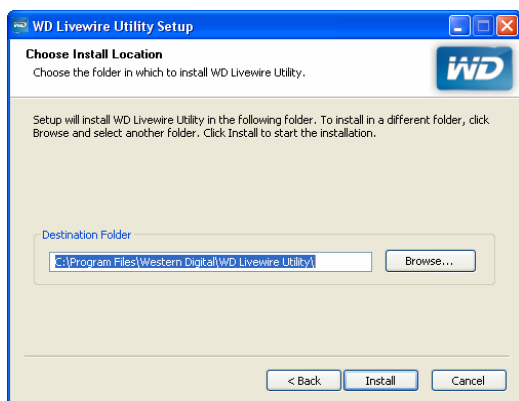 WD Livewire Utility Setup
Choose Install Location
Choose the folder in which to install WD Livewire Utility.
WD
Setup will install WD Livewire Utility in the following folder. To install in a different folder, click
Browse and select another folder. Click Install to start the installation.
Destination Folder
C:\Program Files\Western Digital\WD Livewire Utility\
Browse...
< Back
Install
Cancel